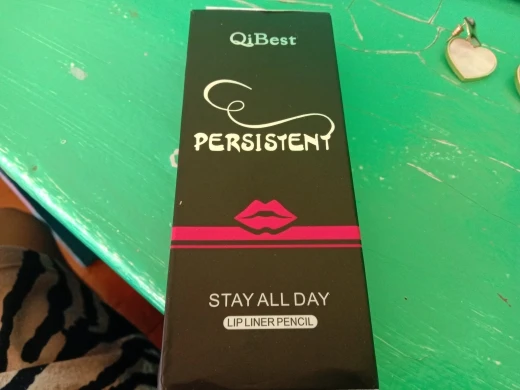 QiBest
PERSISTENT
STAY ALL DAY
LIP LINER PENCIL